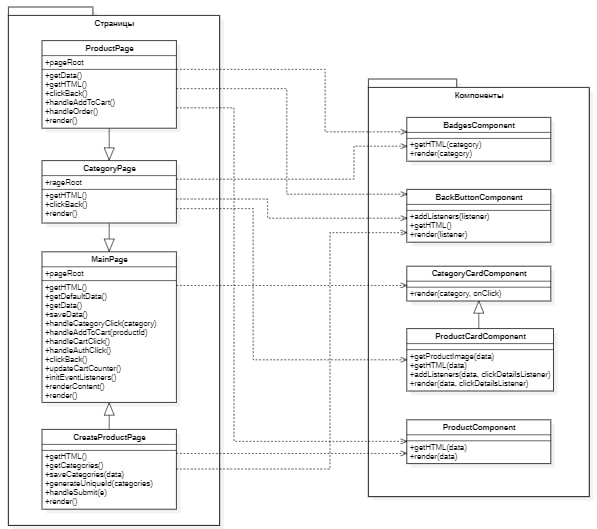 Страницы
ProductPage
+pageRoot
+getData()
+getHTML()
+clickBack()
+handleAddToCart()
+handleOrder()
+render()
CategoryPage
+rageRoot
+getHTML()
+clickBack()
+render()
MainPage
+pageRoot
+getHTML()
+getDefaultData()
+getData()
+saveData()
+handleCategoryClick(category)
+handleAddToCart(productId)
+handleCartClick()
+handleAuthClick()
+clickBack()
+updateCartCounter()
+initEventListeners()
+renderContent()
+render()
CreateProductPage
+getHTML()
+getCategories()
+saveCategories(data)
+generateUniqueId(categories)
+handleSubmit(e)
+render()
Компоненты
BadgesComponent
+getHTML(category)
+render(category)
BackButtonComponent
+addListeners(listener)
+getHTML()
+render(listener)
CategoryCardComponent
+render(category, onClick)
ProductCardComponent
+getProductImage(data)
+getHTML(data)
+addListeners(data, clickDetailsListener)
+render(data, clickDetailsListener)
ProductComponent
+getHTML(data)
+render(data)